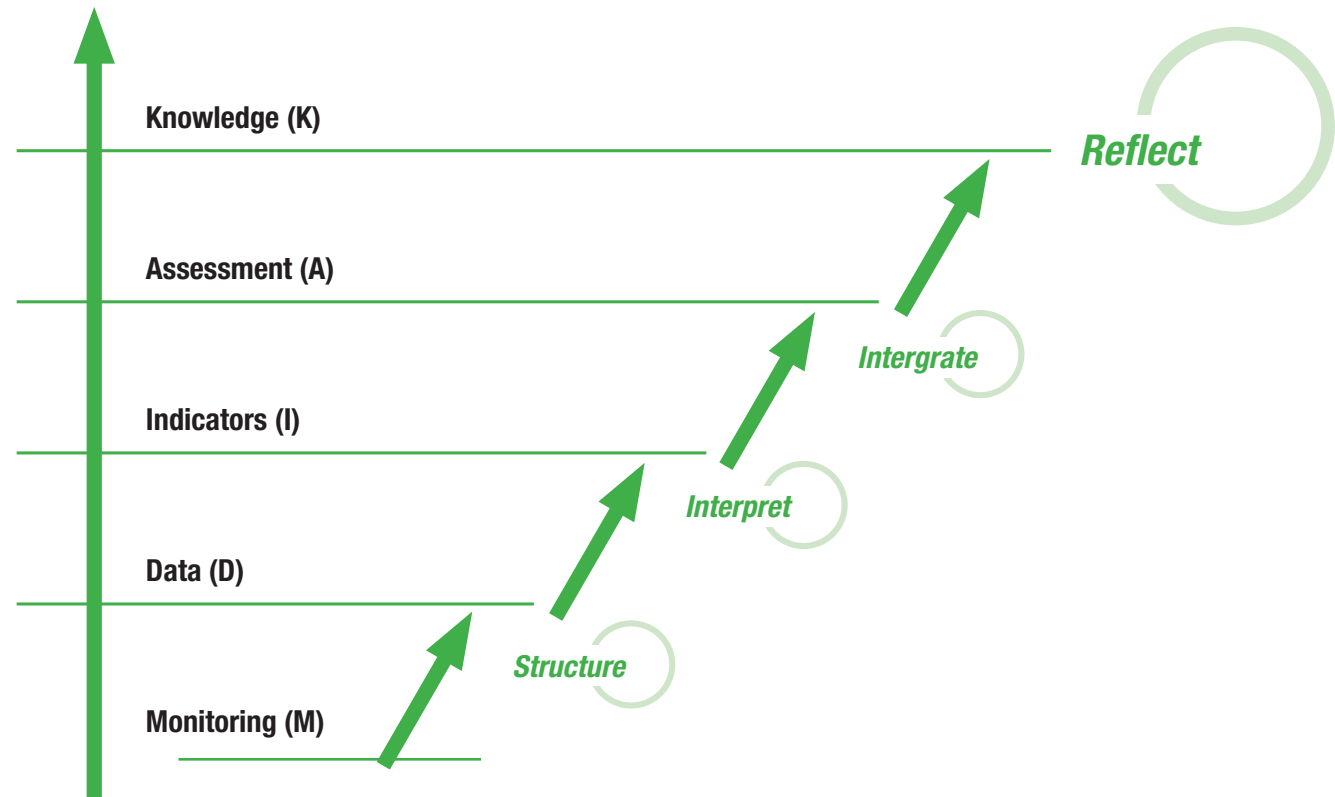 Knowledge (K)
Reflect
Assessment (A)
Intergrate
Indicators (I)
Interpret
Data (D)
Structure
Monitoring (M)